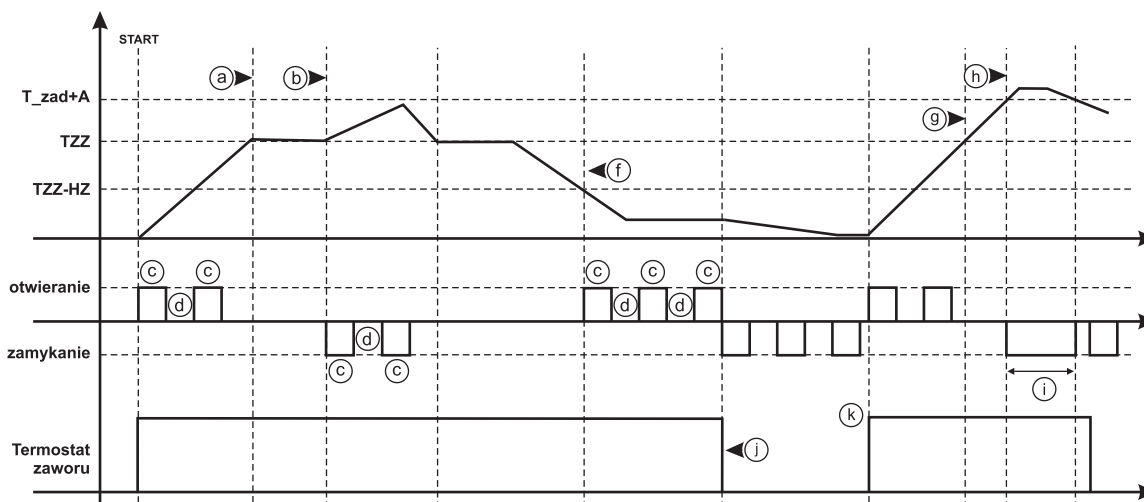 START
a
b
h
T_zad+A
g
TZZ
f
TZZ-HZ
c c c c c
otwieranie
d d d
zamykanie
d
c c
i
k
Termostat
zaworu
j